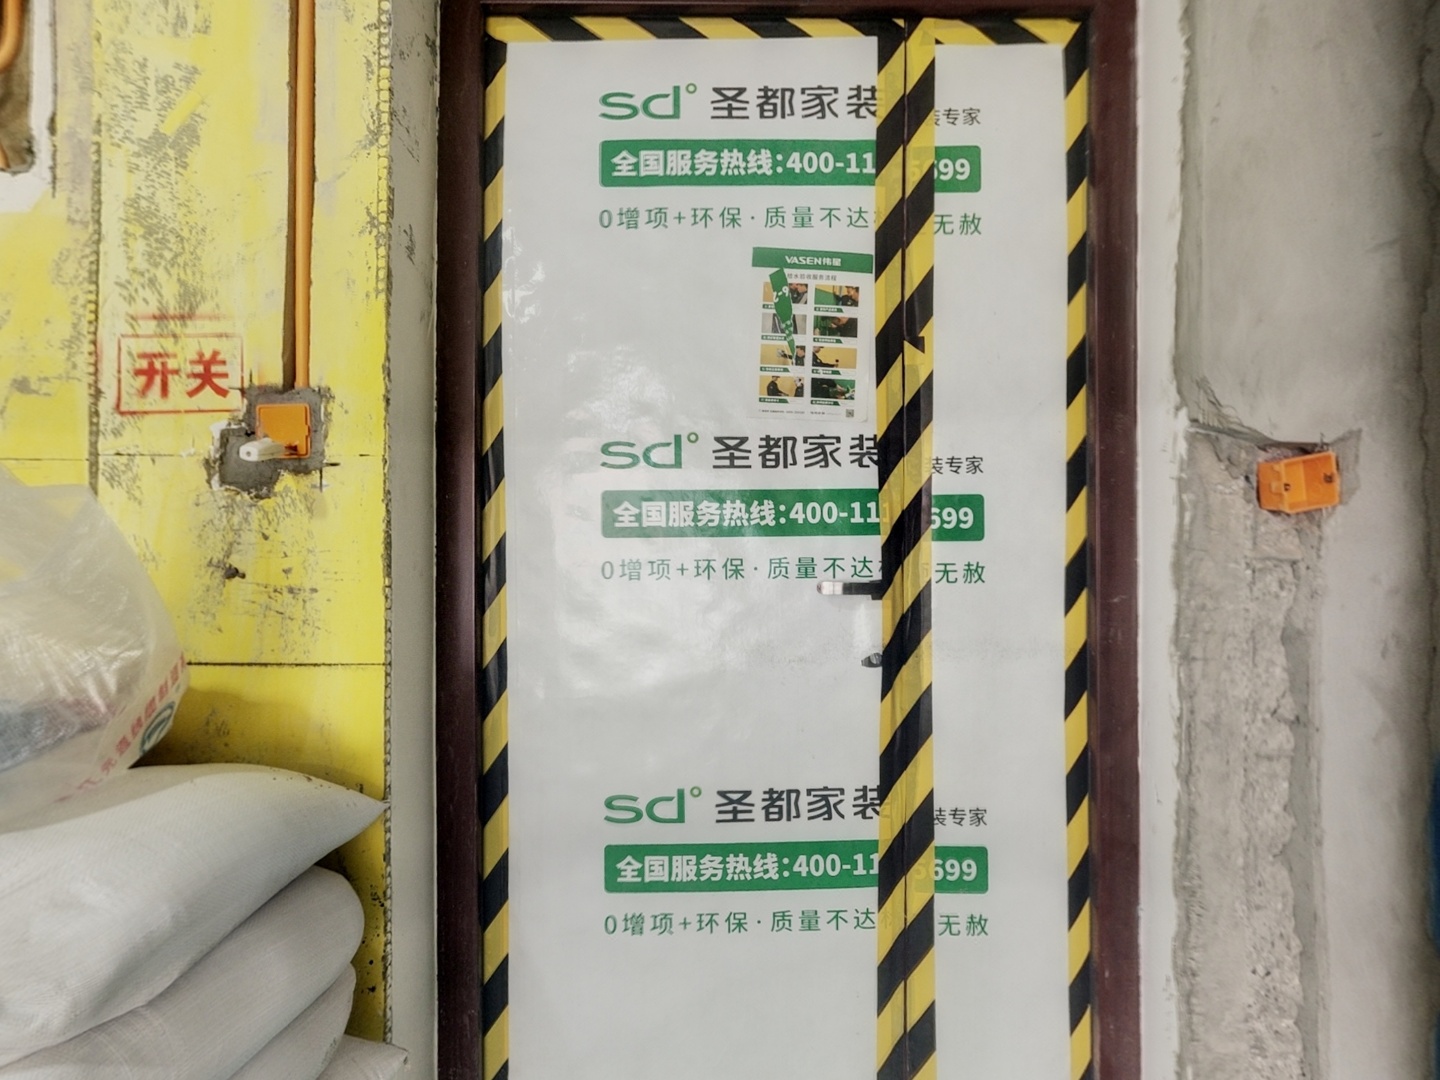 sd° 圣都家装
装专家
全国服务热线:400-11
699
0增项+环保·质量不达
无赦
VASEN伟星
开关
sd° 圣都家装
装专家
全国服务热线:400-11
699
0增项+环保·质量不达
无赦
sd° 圣都家装
装专家
全国服务热线:400-11
5699
0增项+环保·质量不达
无赦